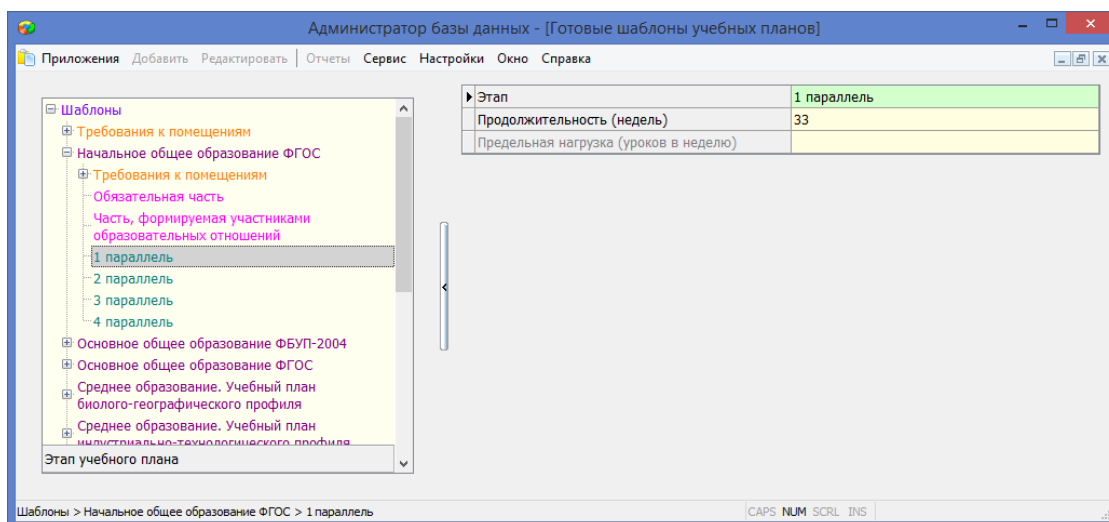 Администратор базы данных - [Готовые шаблоны учебных планов]
Приложения Добавить Редактировать Отчеты Сервис Настройки Окно Справка
Шаблоны
Требования к помещениям
Начальное общее образование ФГОС
Требования к помещениям
Обязательная часть
Часть, формируемая участниками
образовательных отношений
1 параллель
2 параллель
3 параллель
4 параллель
Основное общее образование ФБУП-2004
Основное общее образование ФГОС
Среднее образование. Учебный план
биолого-географического профиля
Среднее образование. Учебный план
индустриально-технологического профиля
Этап учебного плана
Этап 1 параллель
Продолжительность (недель) 33
Предельная нагрузка (уроков в неделю)
Шаблоны > Начальное общее образование ФГОС > 1 параллель CAPS NUM SCRL INS